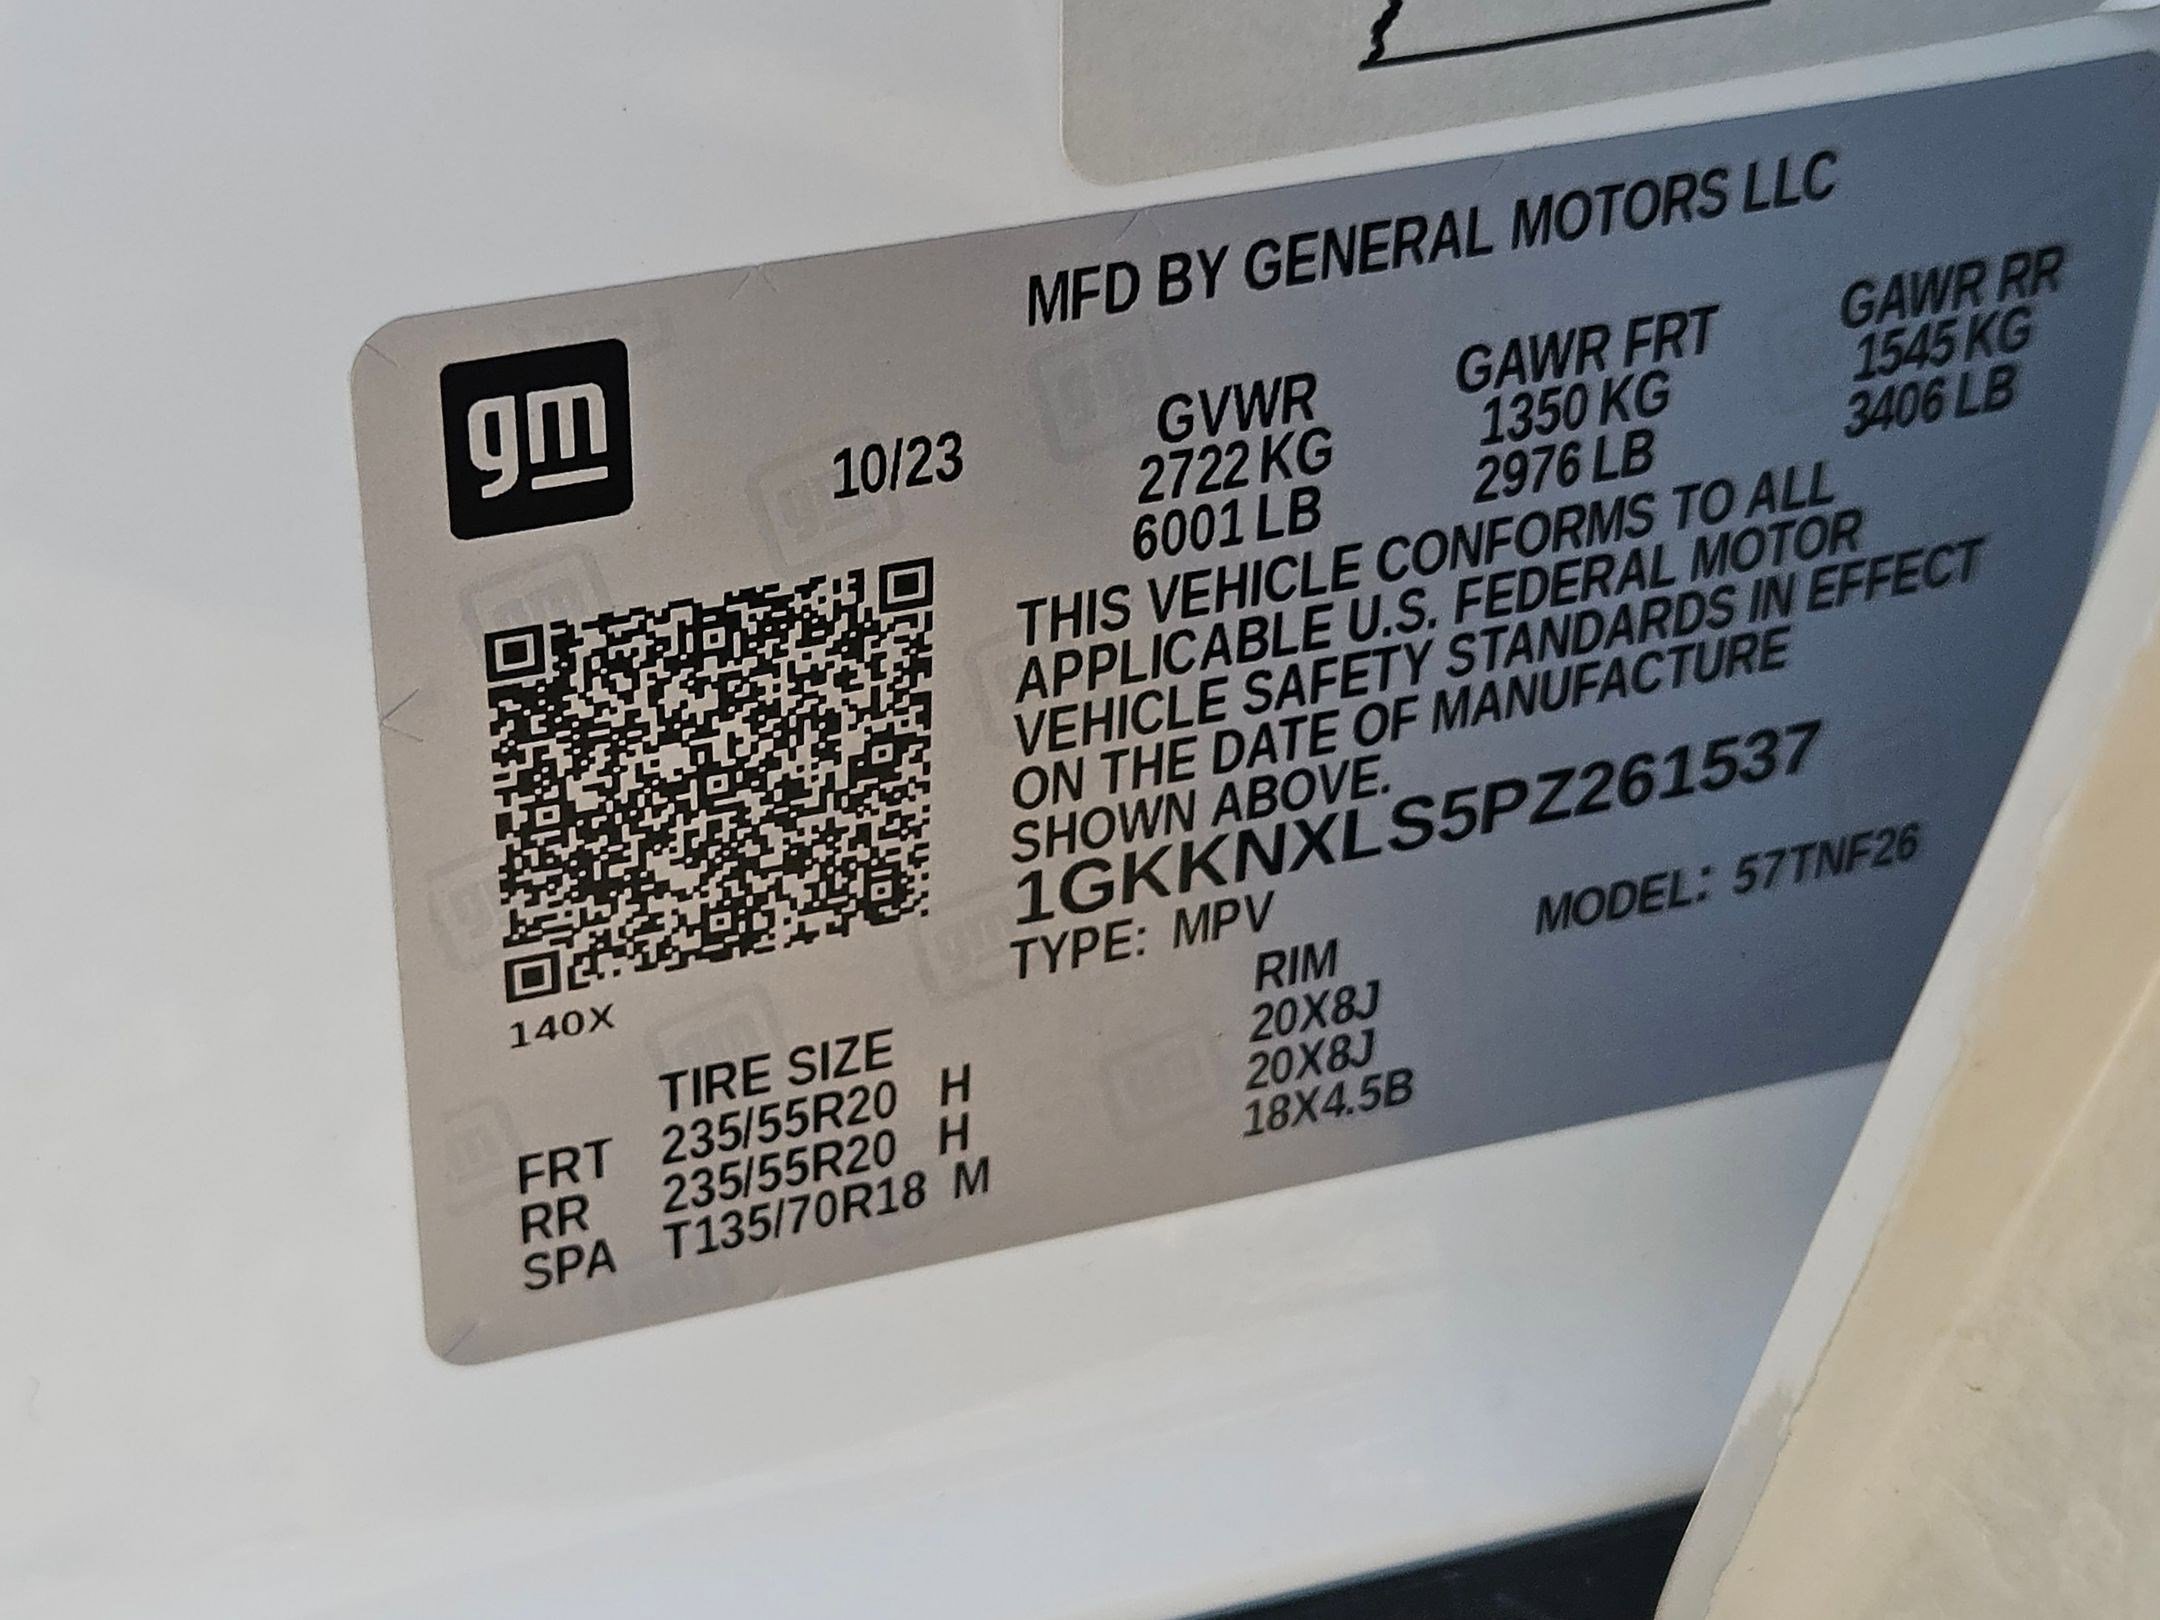 MFD BY GENERAL MOTORS LLC
gm
10/23
GVWR GAWR FRT GAWR RR
2722 KG 1350 KG 1545 KG
6001 LB 2976 LB 3406 LB
THIS VEHICLE CONFORMS TO ALL
APPLICABLE U.S. FEDERAL MOTOR
VEHICLE SAFETY STANDARDS IN EFFECT
ON THE DATE OF MANUFACTURE
SHOWN ABOVE.
1GKKNXLS5PZ261537
TYPE: MPV MODEL: 57TNF26
140X
TIRE SIZE RIM
FRT 235/55R20 H 20X8J
RR 235/55R20 H 20X8J
SPA T135/70R18 M 18X4.5B